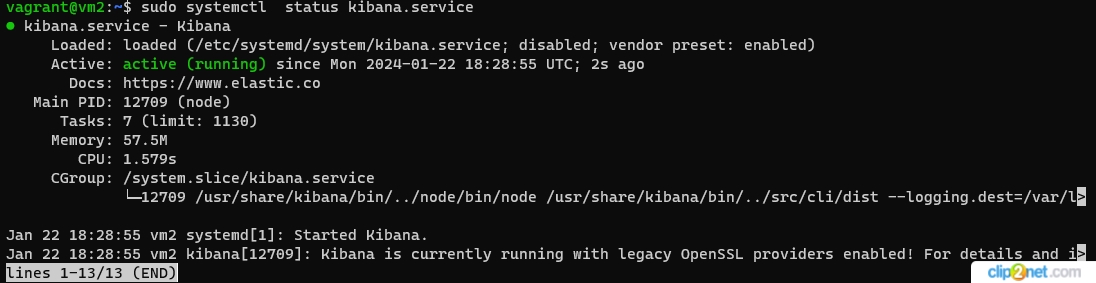 vagrant@vm2:~$ sudo systemctl  status kibana.service
● kibana.service - Kibana
     Loaded: loaded (/etc/systemd/system/kibana.service; disabled; vendor preset: enabled)
     Active: active (running) since Mon 2024-01-22 18:28:55 UTC; 2s ago
       Docs: https://www.elastic.co
   Main PID: 12709 (node)
      Tasks: 7 (limit: 1130)
     Memory: 57.5M
        CPU: 1.579s
     CGroup: /system.slice/kibana.service
             └─12709 /usr/share/kibana/bin/../node/bin/node /usr/share/kibana/bin/../src/cli/dist --logging.dest=/var/l>

Jan 22 18:28:55 vm2 systemd[1]: Started Kibana.
Jan 22 18:28:55 vm2 kibana[12709]: Kibana is currently running with legacy OpenSSL providers enabled! For details and i>
lines 1-13/13 (END)
clip2net.com